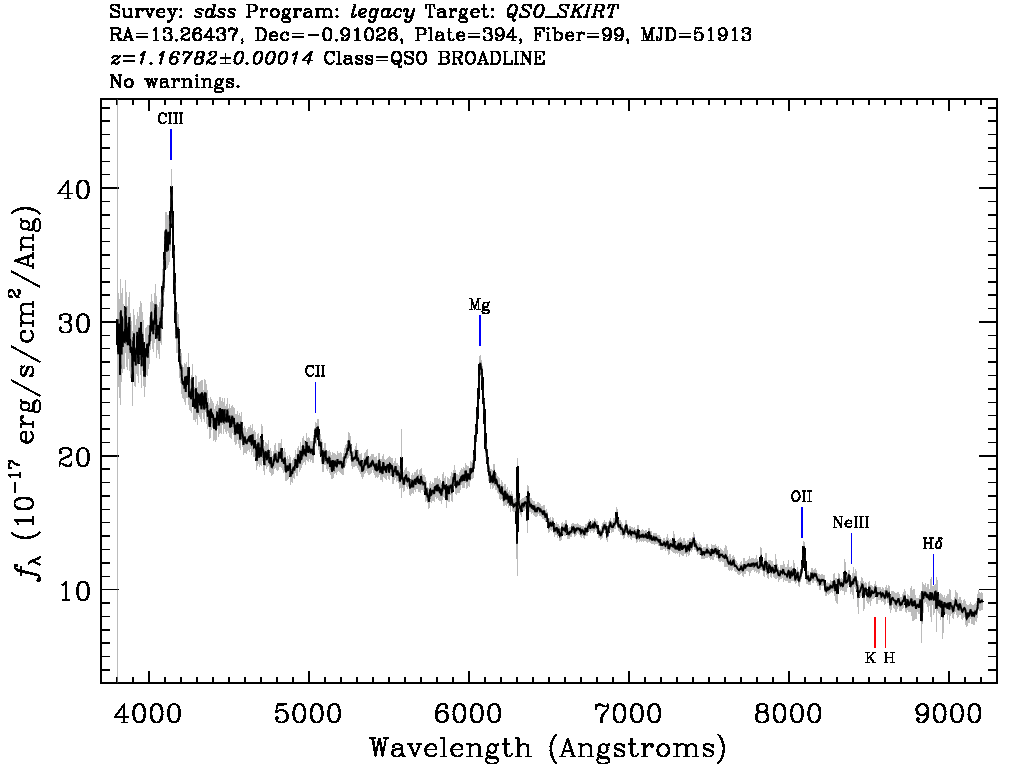 Survey: sdss Program: legacy Target: QSO_SKIRT
RA=13.26437, Dec=−0.91026, Plate=394, Fiber=99, MJD=51913
z=1.16782±0.00014 Class=QSO BROADLINE
No warnings.
CIII
40
Mg
30
CII
20
OII
NeIII
Hδ
10
K H
4000 5000 6000 7000 8000 9000
Wavelength (Angstroms)
f_λ (10⁻¹⁷ erg/s/cm²/Ang)